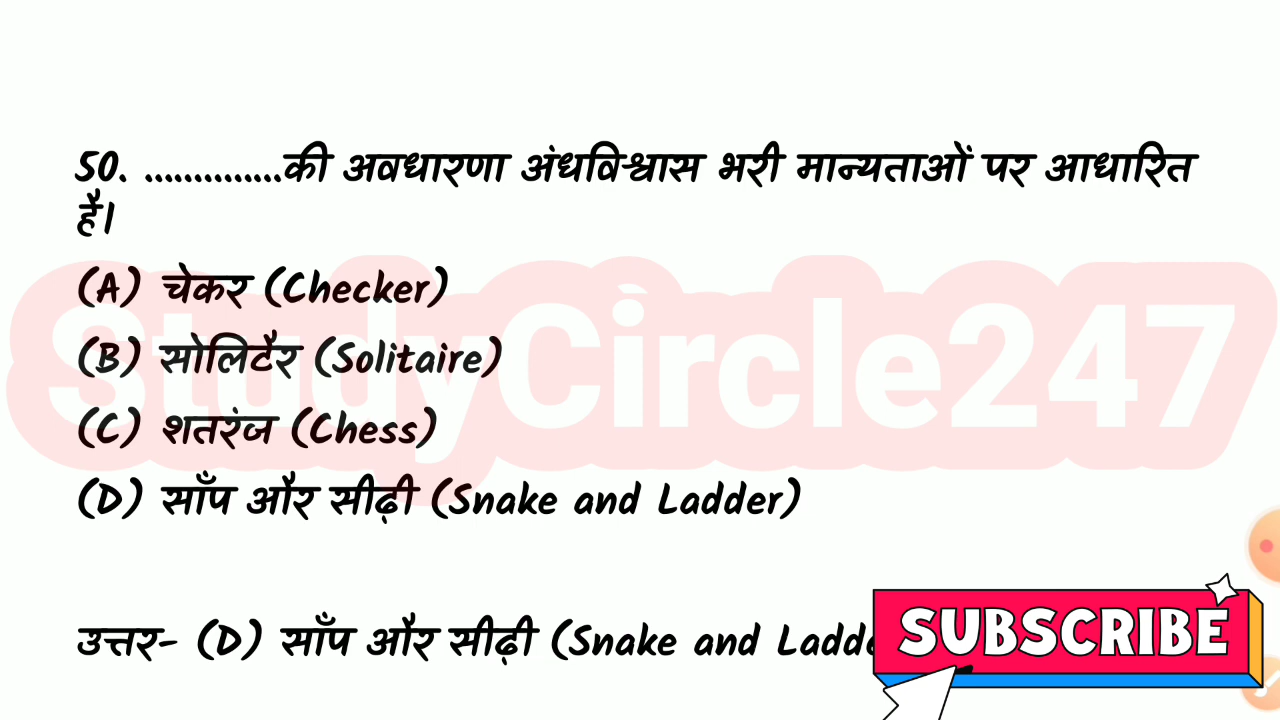 50. ..............की अवधारणा अंधविश्वास भरी मान्यताओं पर आधारित
है।
(A) चेकर (Checker)
(B) सोलिटैर (Solitaire)
(C) शतरंज (Chess)
(D) साँप और सीढ़ी (Snake and Ladder)
StudyCircle247
उत्तर- (D) साँप और सीढ़ी (Snake and
SUBSCRIBE